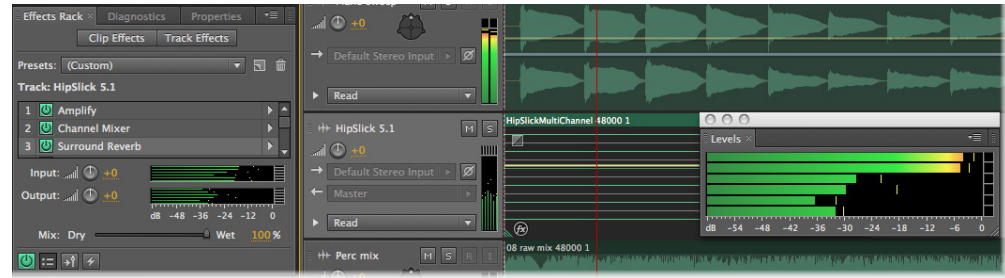 Effects Rack × Diagnostics Properties
Clip Effects Track Effects
Presets: (Custom)
Track: HipSlick 5.1
1 Amplify
2 Channel Mixer
3 Surround Reverb
Input: +0
Output: +0
dB -48 -36 -24 -12 0
Mix: Dry Wet 100 %
+0
Default Stereo Input
Read
HipSlick 5.1 M S
+0
Default Stereo Input
Master
Read
Perc mix M S R I
HipSlickMultiChannel 48000 1
fx
08 raw mix 48000 1
Levels ×
dB -54 -48 -42 -36 -30 -24 -18 -12 -6 0